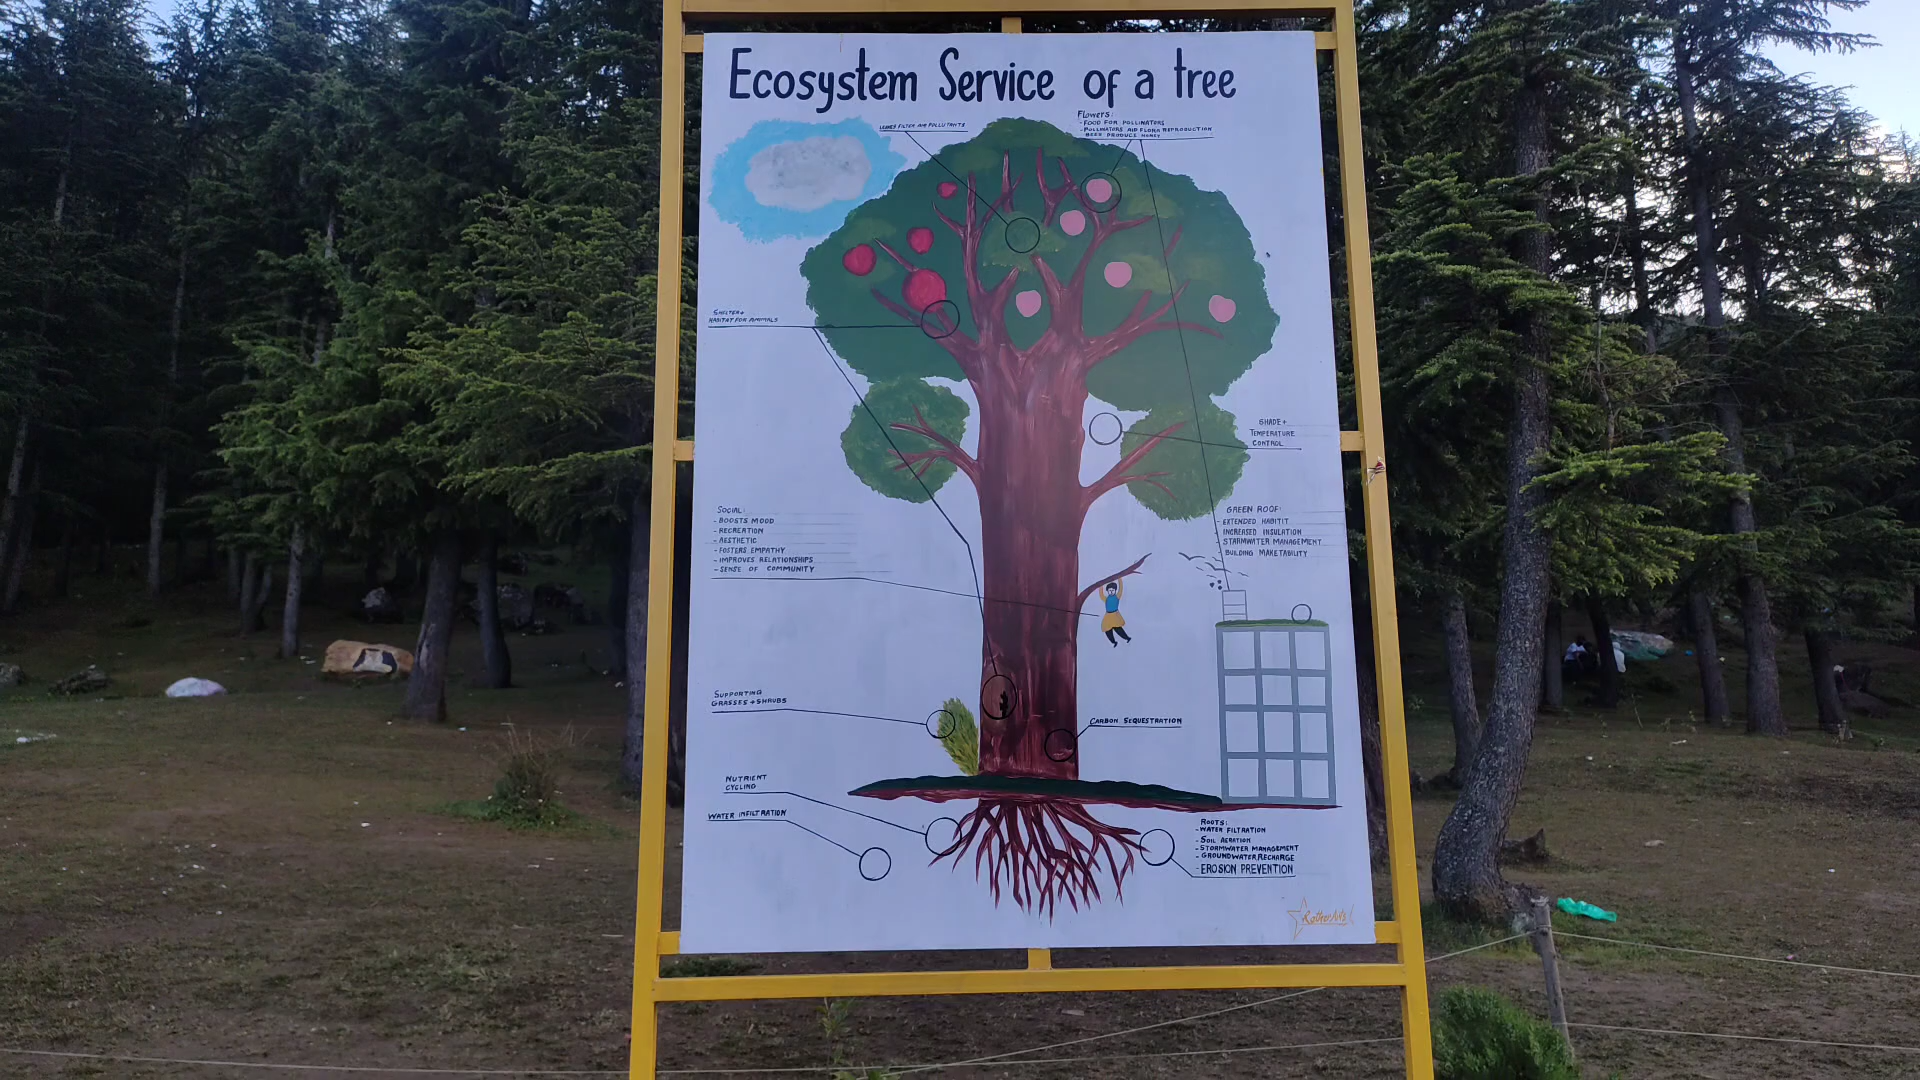 Ecosystem Service of a tree
LEAVES FILTER AIR POLLUTANTS
FLOWERS:
- FOOD FOR POLLINATORS
- POLLINATORS AID FLORA REPRODUCTION
BEES PRODUCE HONEY
SHELTER +
HABITAT FOR ANIMALS
SHADE +
TEMPERATURE
CONTROL
SOCIAL:
- BOOSTS MOOD
- RECREATION
- AESTHETIC
- FOSTERS EMPATHY
- IMPROVES RELATIONSHIPS
- SENSE OF COMMUNITY
GREEN ROOF:
- EXTENDED HABITIT
INCREASED INSULATION
- STARMWATER MANAGEMENT
- BUILDING MAKETABILITY
SUPPORTING
GRASSES + SHRUBS
CARBON SEQUESTRATION
NUTRIENT
CYCLING
WATER INFILTRATION
ROOTS:
- WATER FILTRATION
- SOIL AERATION
- STORMWATER MANAGEMENT
- GROUNDWATER RECHARGE
- EROSION PREVENTION